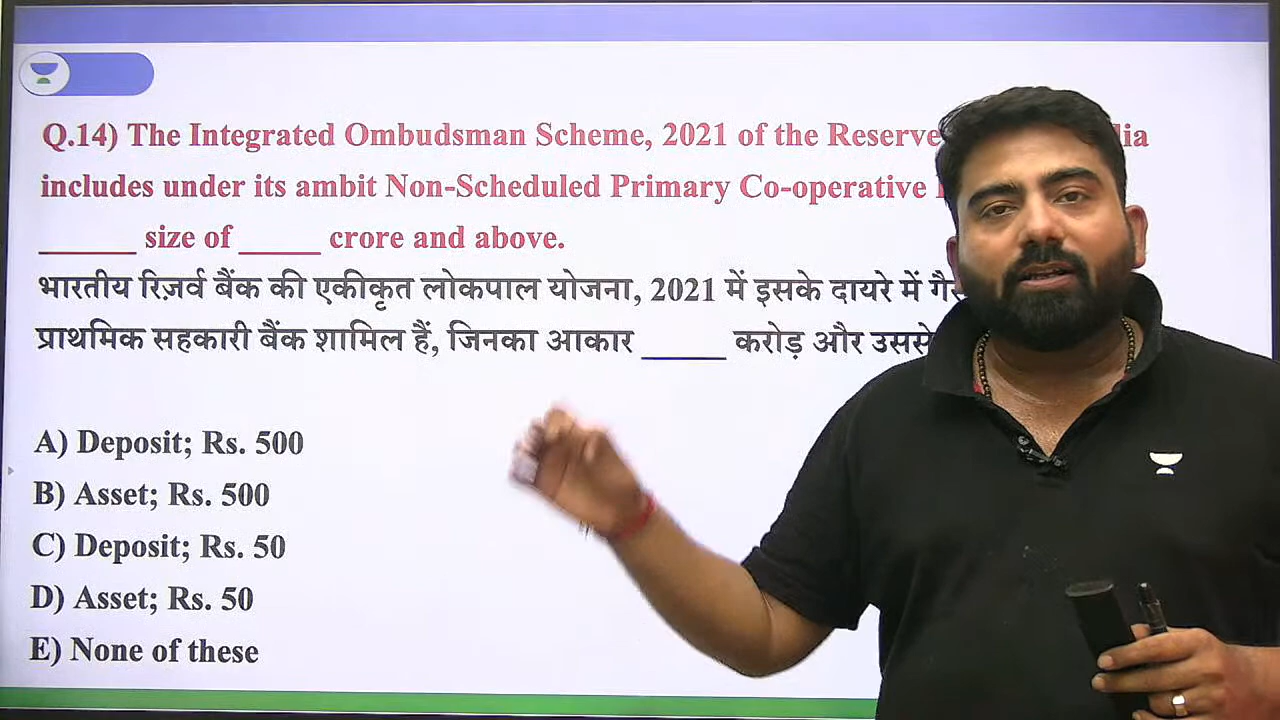 Q.14) The Integrated Ombudsman Scheme, 2021 of the Reserve
includes under its ambit Non-Scheduled Primary Co-operative
______ size of _____ crore and above.
भारतीय रिज़र्व बैंक की एकीकृत लोकपाल योजना, 2021 में इसके दायरे में
प्राथमिक सहकारी बैंक शामिल हैं, जिनका आकार _____ करोड़ और उससे
A) Deposit; Rs. 500
B) Asset; Rs. 500
C) Deposit; Rs. 50
D) Asset; Rs. 50
E) None of these